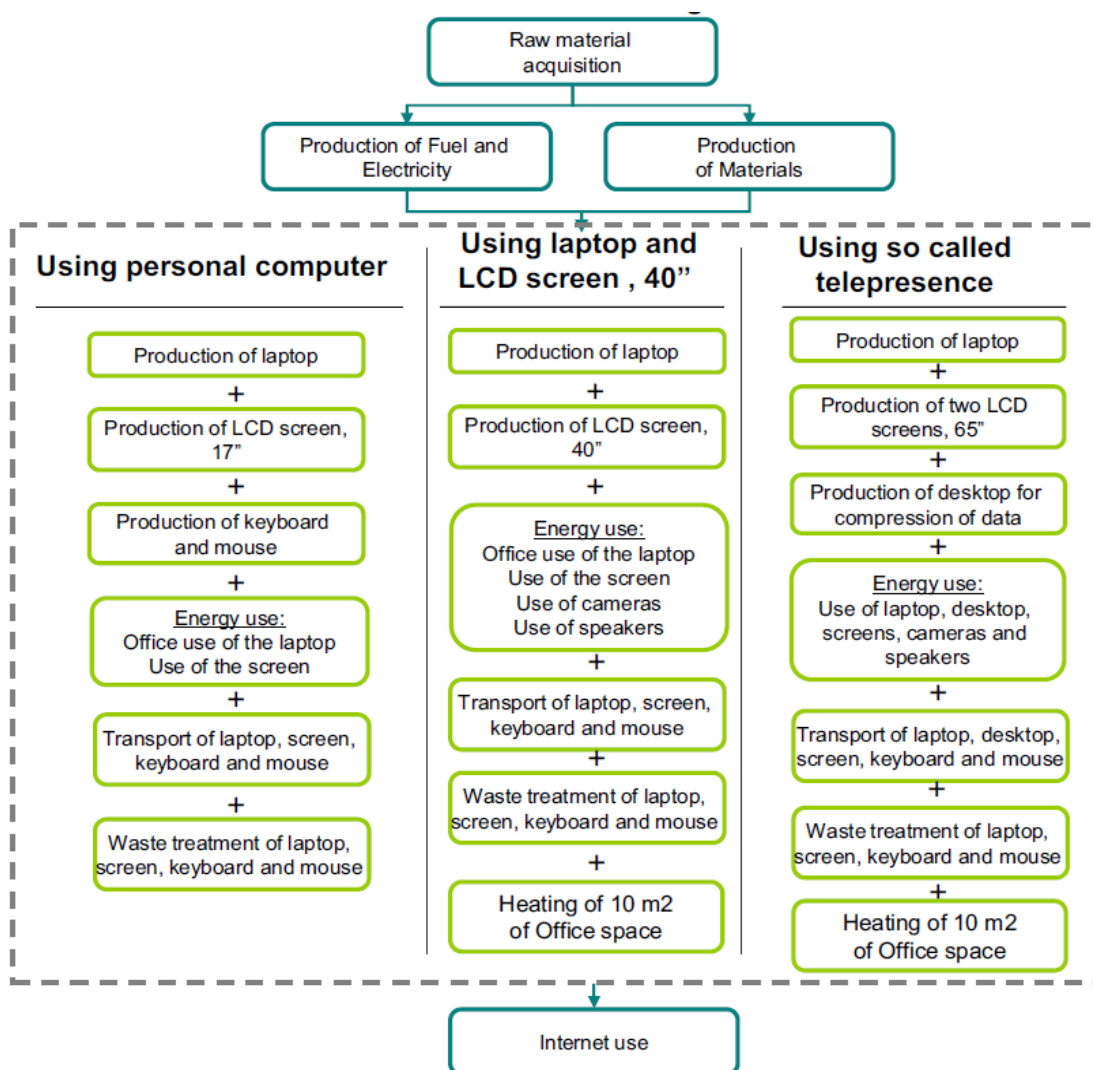 Raw material
acquisition
Production of Fuel and
Electricity
Production
of Materials
Using personal computer
Production of laptop
+
Production of LCD screen,
17”
+
Production of keyboard
and mouse
+
Energy use:
Office use of the laptop
Use of the screen
+
Transport of laptop, screen,
keyboard and mouse
+
Waste treatment of laptop,
screen, keyboard and mouse
Using laptop and
LCD screen , 40”
Production of laptop
+
Production of LCD screen,
40”
+
Energy use:
Office use of the laptop
Use of the screen
Use of cameras
Use of speakers
+
Transport of laptop, screen,
keyboard and mouse
+
Waste treatment of laptop,
screen, keyboard and mouse
+
Heating of 10 m2
of Office space
Using so called
telepresence
Production of laptop
+
Production of two LCD
screens, 65”
+
Production of desktop for
compression of data
+
Energy use:
Use of laptop, desktop,
screens, cameras and
speakers
+
Transport of laptop, desktop,
screen, keyboard and mouse
+
Waste treatment of laptop,
screen, keyboard and mouse
+
Heating of 10 m2
of Office space
Internet use